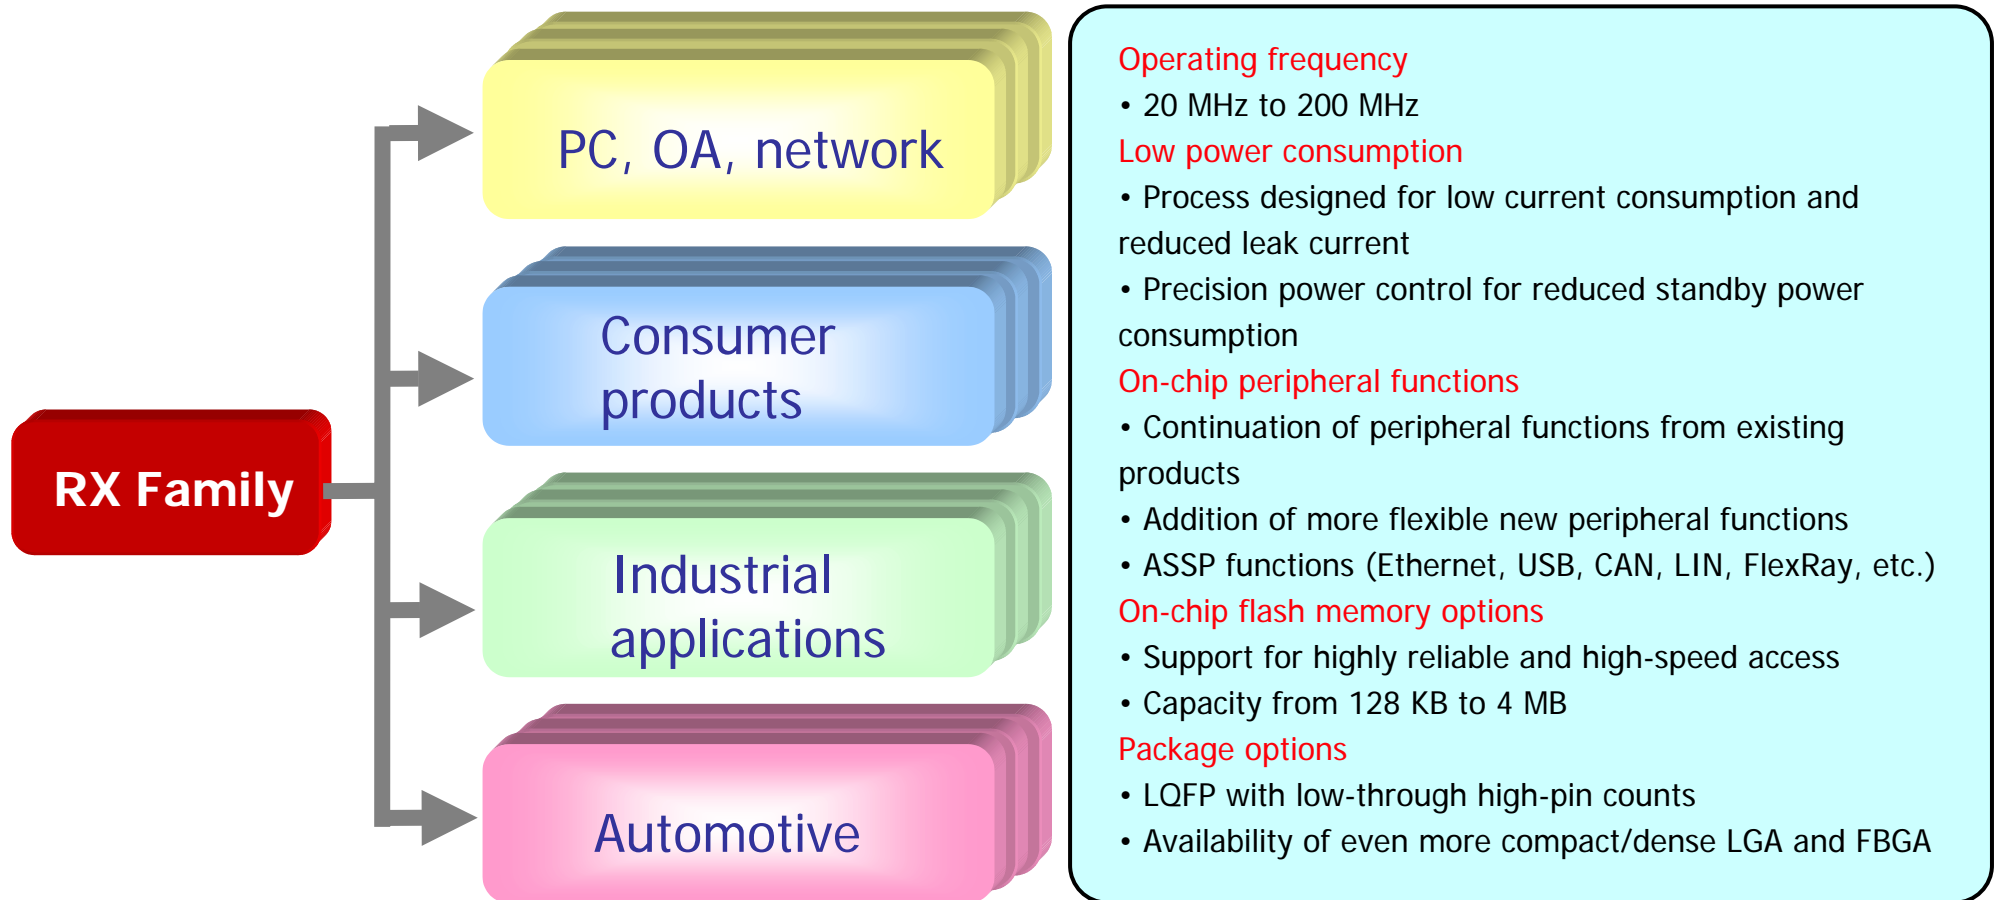 RX Family
PC, OA, network
Consumer
products
Industrial
applications
Automotive
Operating frequency
• 20 MHz to 200 MHz
Low power consumption
• Process designed for low current consumption and
reduced leak current
• Precision power control for reduced standby power
consumption
On-chip peripheral functions
• Continuation of peripheral functions from existing
products
• Addition of more flexible new peripheral functions
• ASSP functions (Ethernet, USB, CAN, LIN, FlexRay, etc.)
On-chip flash memory options
• Support for highly reliable and high-speed access
• Capacity from 128 KB to 4 MB
Package options
• LQFP with low-through high-pin counts
• Availability of even more compact/dense LGA and FBGA